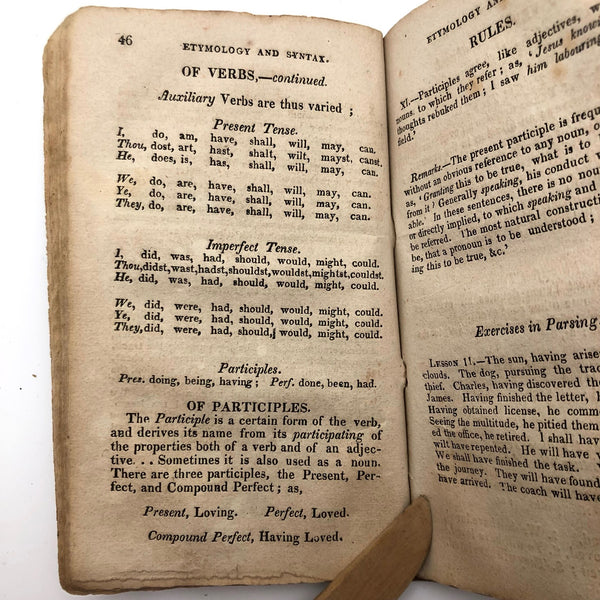 46
ETYMOLOGY AND SYNTAX.
OF VERBS,—continued.
Auxiliary Verbs are thus varied ;
Present Tense.
I, do, am, have, shall, will, may, can.
Thou, dost, art, hast, shalt, wilt, mayst, canst.
He, does, is, has, shall, will, may, can.
We, do, are, have, shall, will, may, can.
Ye, do, are, have, shall, will, may, can.
They, do, are, have, shall, will, may, can.
Imperfect Tense.
I, did, was, had, should, would, might, could.
Thou, didst, wast, hadst, shouldst, wouldst, mightst, couldst.
He, did, was, had, should, would, might, could.
We, did, were, had, should, would, might, could.
Ye, did, were, had, should, would, might, could.
They, did, were, had, should, would, might, could.
Participles.
Pres. doing, being, having ; Perf. done, been, had.
OF PARTICIPLES.
The Participle is a certain form of the verb,
and derives its name from its participating of
the properties both of a verb and of an adjec-
tive. . . Sometimes it is also used as a noun.
There are three participles, the Present, Per-
fect, and Compound Perfect ; as,
Present, Loving. Perfect, Loved.
Compound Perfect, Having Loved.
ETYMOLOGY AND
RULES.
XI.—Participles agree, like adjectives, w
nouns to which they refer ; as, 'Jesus knowi
thoughts rebuked them ; I saw him labouring
field.'
Remarks.—The present participle is freque
without an obvious reference to any noun, o
as, 'Granting this to be true, what is to
from it ? Generally speaking, his conduct w
able.' In these sentences, there is no nou
or directly implied, to which speaking and
be referred. The most natural construction
be, that a pronoun is to be understood ;
ing this to be true, &c.'
Exercises in Parsing
LESSON 11.—The sun, having arise
clouds. The dog, pursuing the trac
thief. Charles, having discovered the
James. Having finished the letter, h
Having obtained license, he comm
Seeing the multitude, he pitied them
ed the office, he retired. I shall have
wilt have repented. He will have
We shall have finished the task.
the journey. They will have found
have arrived. The coach will have